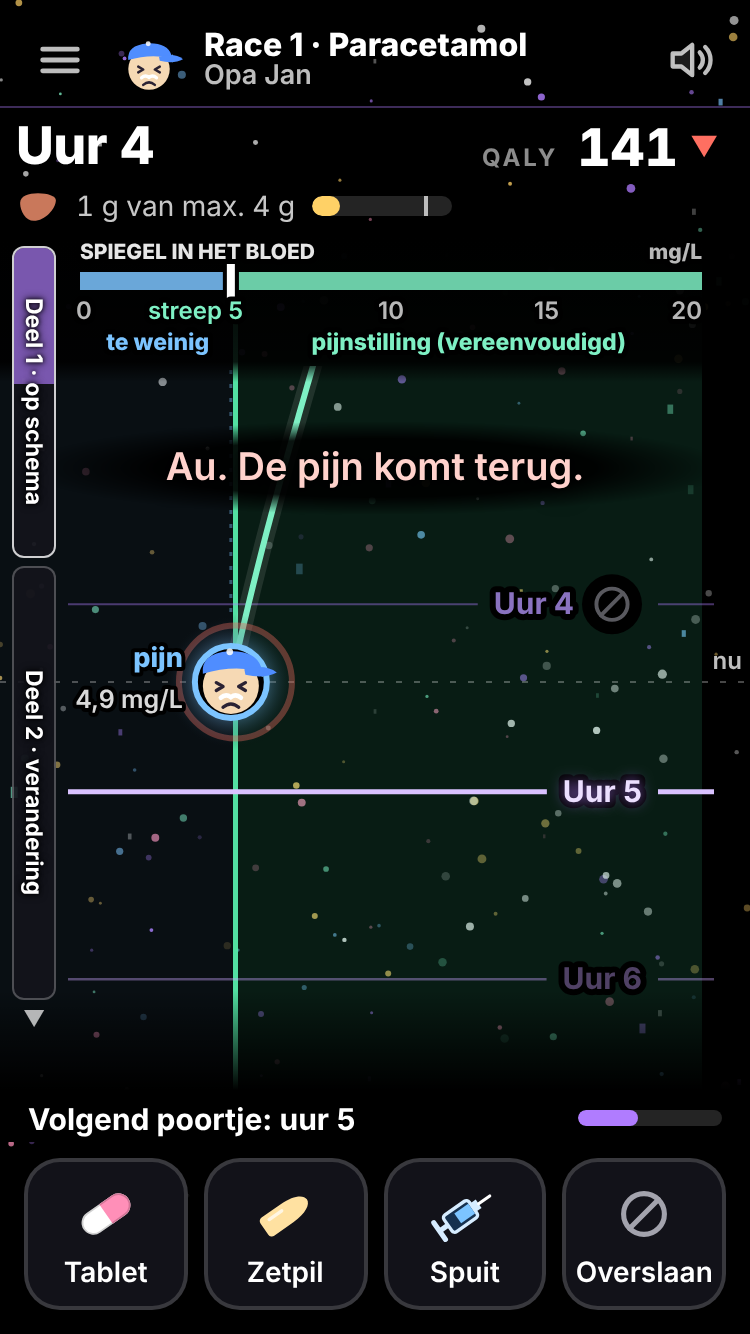 Race 1 · Paracetamol
Opa Jan
Uur 4
QALY 141
1 g van max. 4 g
SPIEGEL IN HET BLOED mg/L
0 streep 5 10 15 20
te weinig pijnstilling (vereenvoudigd)
Deel 1 · op schema
Au. De pijn komt terug.
Uur 4
pijn
nu
4,9 mg/L
Deel 2 · verandering
Uur 5
Uur 6
Volgend poortje: uur 5
Tablet Zetpil Spuit Overslaan